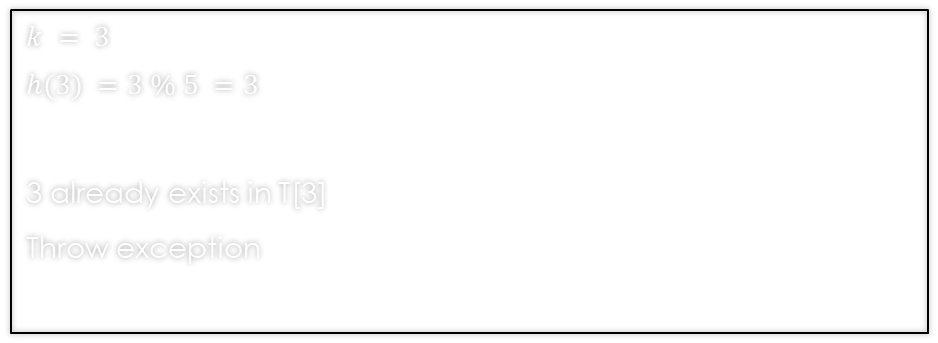 k = 3
h(3) = 3 % 5 = 3
3 already exists in T[3]
Throw exception